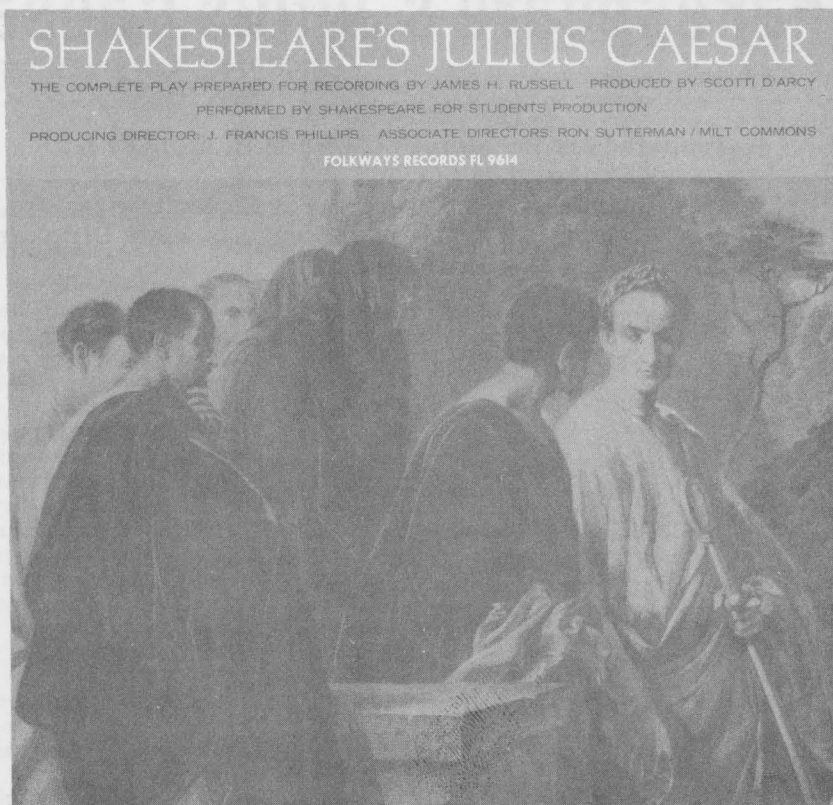 SHAKESPEARE'S JULIUS CAESAR
THE COMPLETE PLAY PREPARED FOR RECORDING BY JAMES H. RUSSELL PRODUCED BY SCOTTI D'ARCY
PERFORMED BY SHAKESPEARE FOR STUDENTS PRODUCTION
PRODUCING DIRECTOR: J. FRANCIS PHILLIPS ASSOCIATE DIRECTORS: RON SUTTERMAN / MILT COMMONS
FOLKWAYS RECORDS FL 9614